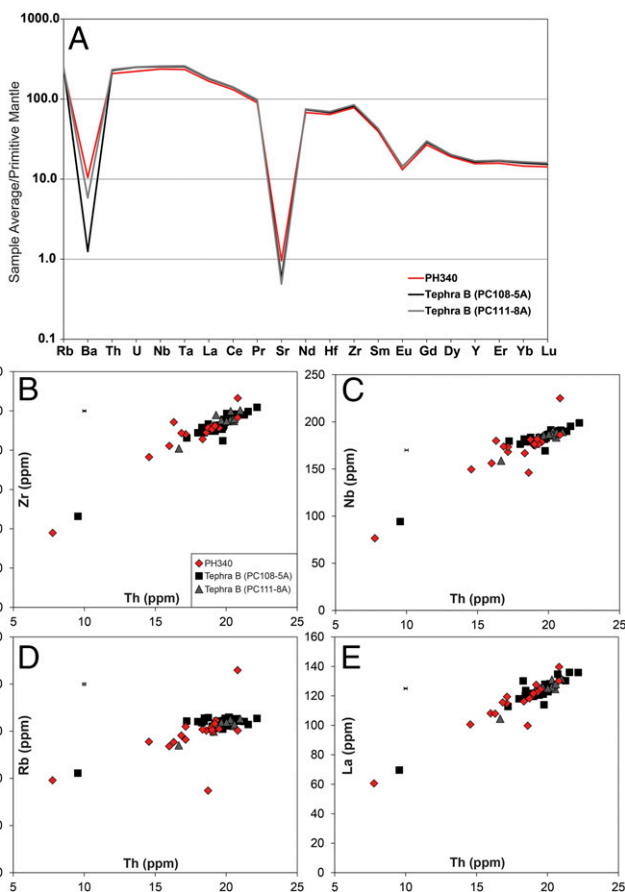 A
1000.0
100.0
10.0
1.0
0.1
Sample Average/Primitive Mantle
PH340
Tephra B (PC108-5A)
Tephra B (PC111-8A)
Rb Ba Th U Nb Ta La Ce Pr Sr Nd Hf Zr Sm Eu Gd Dy Y Er Yb Lu
B
Zr (ppm)
PH340
Tephra B (PC108-5A)
Tephra B (PC111-8A)
Th (ppm)
5 10 15 20 25
C
250
200
150
100
50
0
Nb (ppm)
Th (ppm)
5 10 15 20 25
D
Rb (ppm)
Th (ppm)
5 10 15 20 25
E
160
140
120
100
80
60
40
20
0
La (ppm)
Th (ppm)
5 10 15 20 25